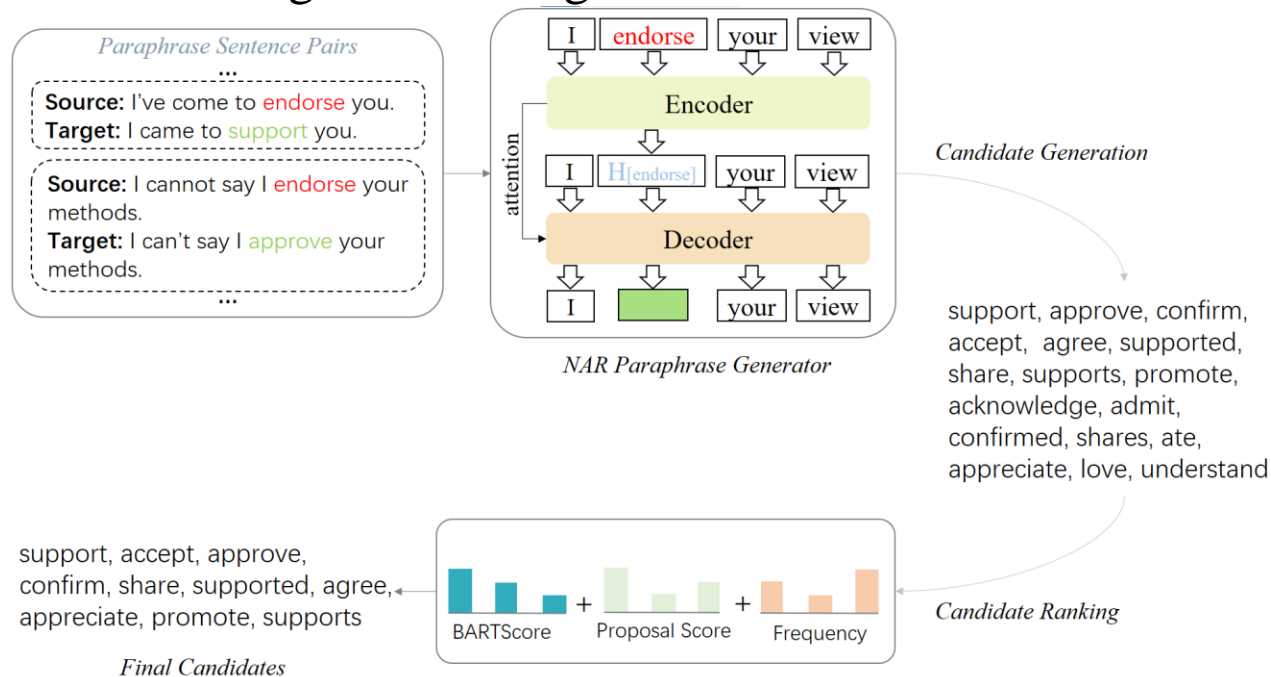 Paraphrase Sentence Pairs
...
Source: I've come to endorse you.
Target: I came to support you.
Source: I cannot say I endorse your
methods.
Target: I can't say I approve your
methods.
...
I endorse your view
Encoder
attention
I H[endorse] your view
Decoder
I your view
NAR Paraphrase Generator
Candidate Generation
support, approve, confirm,
accept, agree, supported,
share, supports, promote,
acknowledge, admit,
confirmed, shares, ate,
appreciate, love, understand
Candidate Ranking
BARTScore + Proposal Score + Frequency
support, accept, approve,
confirm, share, supported, agree,
appreciate, promote, supports
Final Candidates